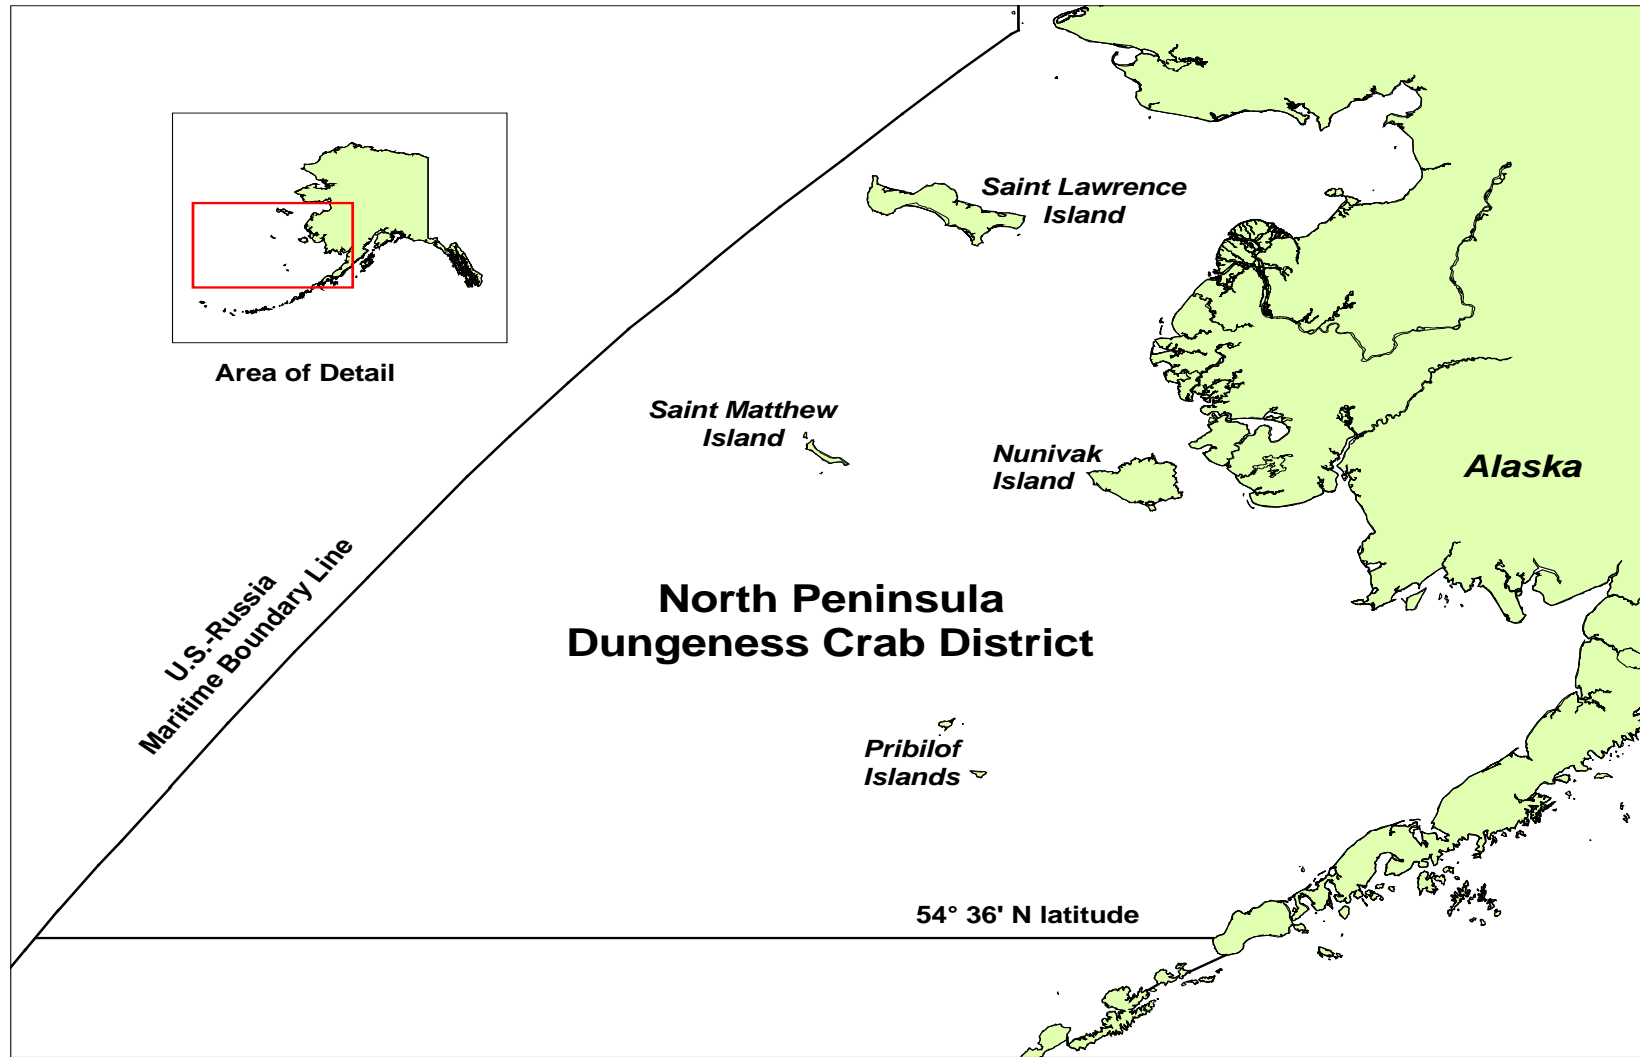 Saint Lawrence
Island
Area of Detail
Saint Matthew
Island
Nunivak
Island
Alaska
U.S.-Russia
Maritime Boundary Line
North Peninsula
Dungeness Crab District
Pribilof
Islands
54° 36' N latitude